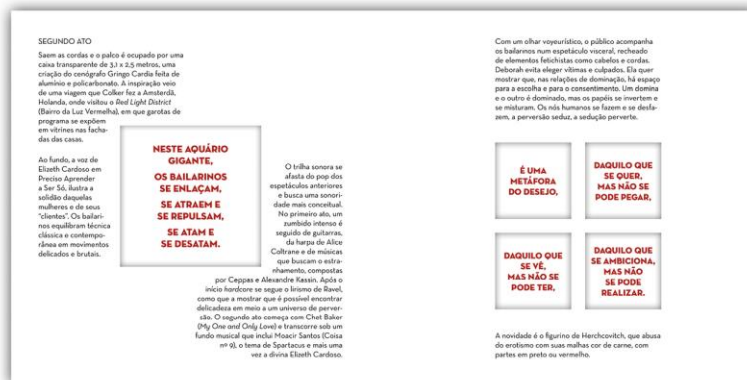 SEGUNDO ATO
Saem as cordas e o palco é ocupado por uma
caixa transparente de 3,1 x 2,5 metros, uma
criação do cenógrafo Gringo Cardia feita de
alumínio e policarbonato. A inspiração veio
de uma viagem que Colker fez a Amsterdã,
Holanda, onde visitou o Red Light District
(Bairro da Luz Vermelha), em que garotas de
programa se expõem
em vitrines nas facha-
das das casas.
Ao fundo, a voz de
Elizeth Cardoso em
Preciso Aprender
a Ser Só, ilustra a
solidão daquelas
mulheres e de seus
"clientes". Os bailari-
nos equilibram técnica
clássica e contempo-
rânea em movimentos
delicados e brutais.
NESTE AQUÁRIO
GIGANTE,
OS BAILARINOS
SE ENLAÇAM,
SE ATRAEM E
SE REPULSAM,
SE ATAM E
SE DESATAM.
O trilha sonora se
afasta do pop dos
espetáculos anteriores
e busca uma sonori-
dade mais conceitual.
No primeiro ato, um
zumbido intenso é
seguido de guitarras,
da harpa de Alice
Coltrane e de músicas
que buscam o estra-
nhamento, compostas
por Ceppas e Alexandre Kassin. Após o
início hardcore se segue o lirismo de Ravel,
como que a mostrar que é possível encontrar
delicadeza em meio a um universo de perver-
são. O segundo ato começa com Chet Baker
(My One and Only Love) e transcorre sob um
fundo musical que inclui Moacir Santos (Coisa
nº 9), o tema de Spartacus e mais uma
vez a divina Elizeth Cardoso.
Com um olhar voyeurístico, o público acompanha
os bailarinos num espetáculo visceral, recheado
de elementos fetichistas como cabelos e cordas.
Deborah evita eleger vítimas e culpados. Ela quer
mostrar que, nas relações de dominação, há espaço
para a escolha e para o consentimento. Um domina
e o outro é dominado, mas os papéis se invertem e
se misturam. Os nós humanos se fazem e se desfa-
zem, a perversão seduz, a sedução perverte.
É UMA
METÁFORA
DO DESEJO,
DAQUILO QUE
SE QUER,
MAS NÃO SE
PODE PEGAR,
DAQUILO QUE
SE VÊ,
MAS NÃO SE
PODE TER,
DAQUILO QUE
SE AMBICIONA,
MAS NÃO
SE PODE
REALIZAR.
A novidade é o figurino de Herchcovitch, que abusa
do erotismo com suas malhas cor de carne, com
partes em preto ou vermelho.